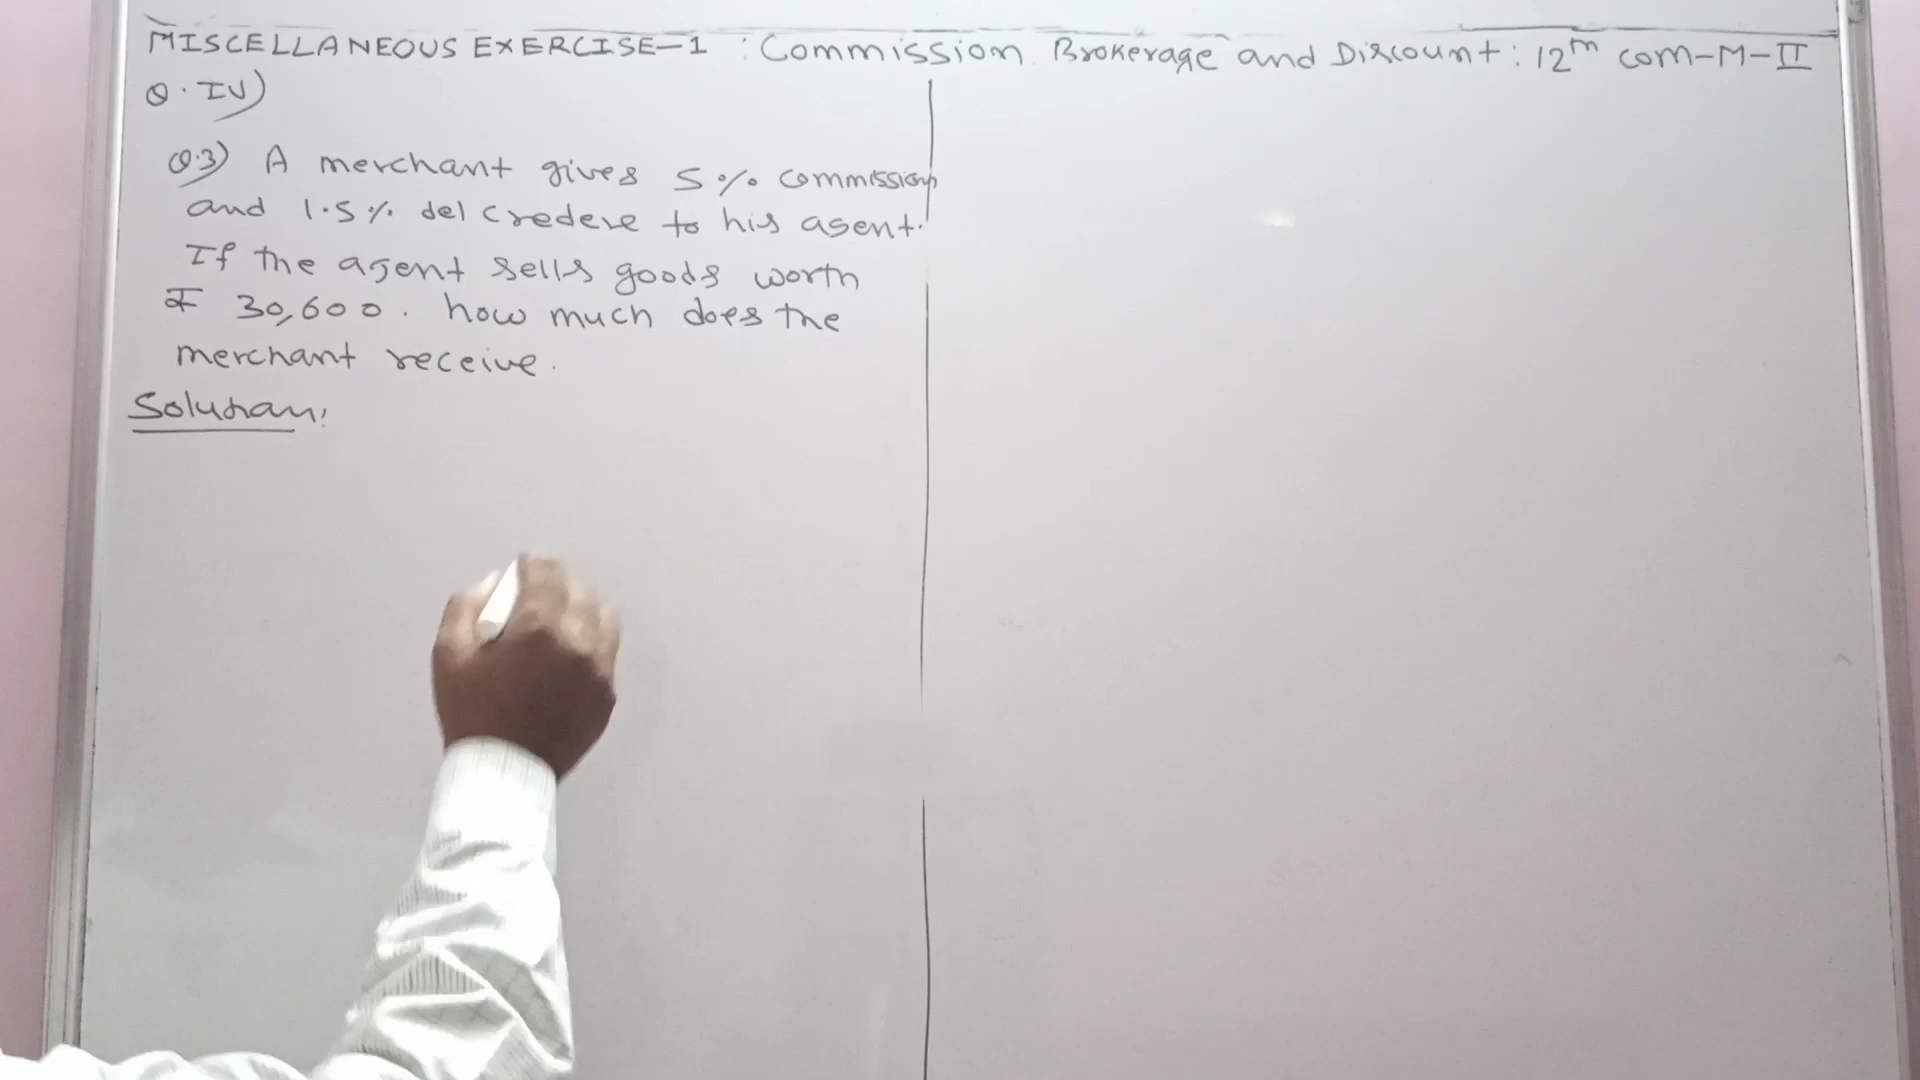 MISCELLANEOUS EXERCISE-1 : Commission Brokerage and Discount : 12th com-M-II
Q. IV)
Q.3) A merchant gives 5% commission
and 1.5% del credere to his agent.
If the agent sells goods worth
₹ 30,600. how much does the
merchant receive.
Solution: